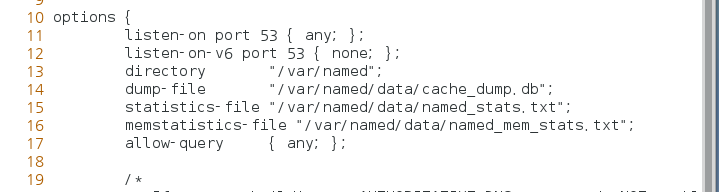 10 options {
11 listen-on port 53 { any; };
12 listen-on-v6 port 53 { none; };
13 directory "/var/named";
14 dump-file "/var/named/data/cache_dump.db";
15 statistics-file "/var/named/data/named_stats.txt";
16 memstatistics-file "/var/named/data/named_mem_stats.txt";
17 allow-query { any; };
18
19 /*